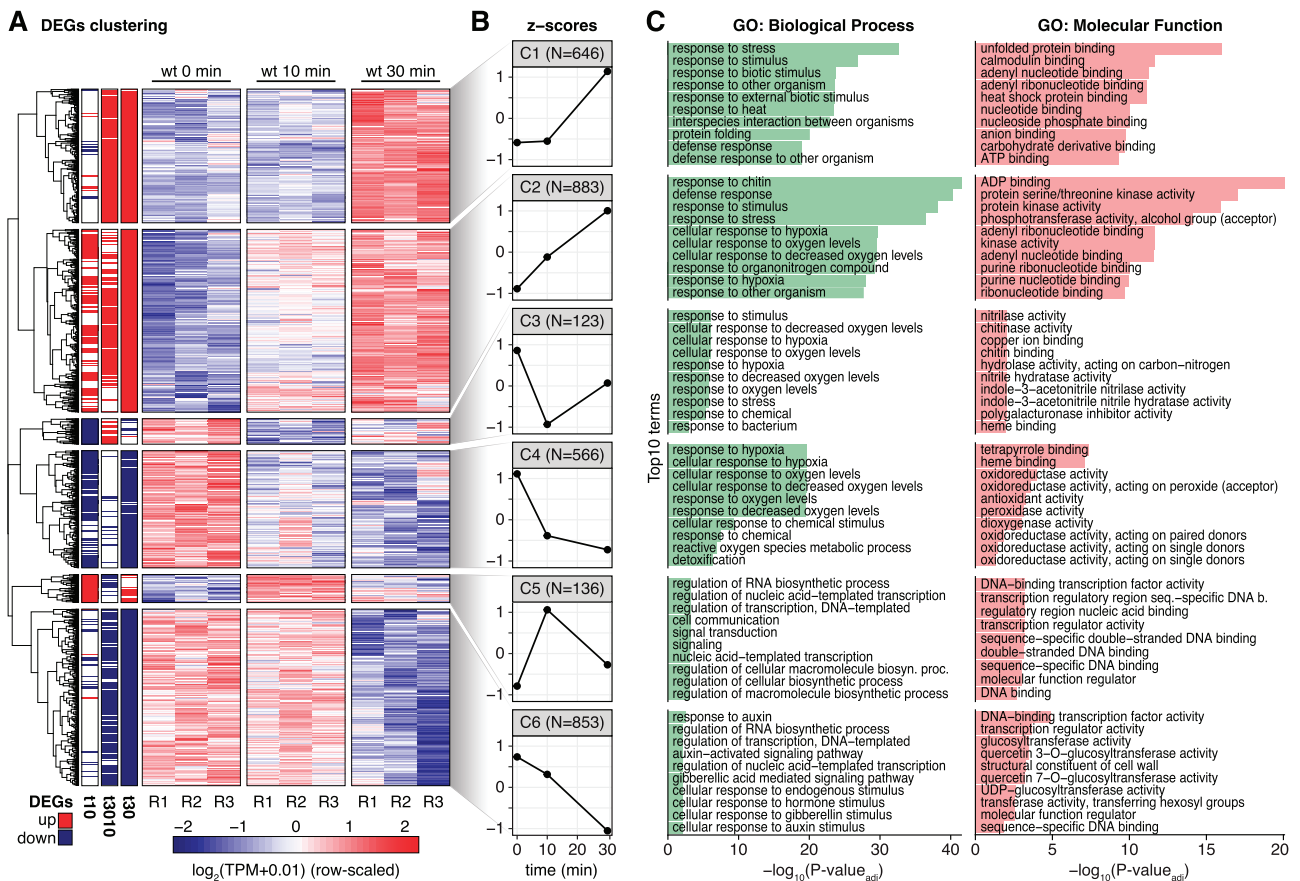 A DEGs clustering
wt 0 min wt 10 min wt 30 min
DEGs
up
down
t10 t3010 t30
R1 R2 R3 R1 R2 R3 R1 R2 R3
−2 −1 0 1 2
log2(TPM+0.01) (row-scaled)
B z−scores
C1 (N=646)
1
0
−1
C2 (N=883)
1
0
−1
C3 (N=123)
1
0
−1
C4 (N=566)
1
0
−1
C5 (N=136)
1
0
−1
C6 (N=853)
1
0
−1
0 10 20 30
time (min)
C GO: Biological Process
Top10 terms
response to stress
response to stimulus
response to biotic stimulus
response to other organism
response to external biotic stimulus
response to heat
interspecies interaction between organisms
protein folding
defense response
defense response to other organism
response to chitin
defense response
response to stimulus
response to stress
cellular response to hypoxia
cellular response to oxygen levels
cellular response to decreased oxygen levels
response to organonitrogen compound
response to hypoxia
response to other organism
response to stimulus
cellular response to decreased oxygen levels
cellular response to hypoxia
cellular response to oxygen levels
response to hypoxia
response to decreased oxygen levels
response to oxygen levels
response to stress
response to chemical
response to bacterium
response to hypoxia
cellular response to hypoxia
cellular response to oxygen levels
cellular response to decreased oxygen levels
response to oxygen levels
response to decreased oxygen levels
cellular response to chemical stimulus
response to chemical
reactive oxygen species metabolic process
detoxification
regulation of RNA biosynthetic process
regulation of nucleic acid−templated transcription
regulation of transcription, DNA−templated
cell communication
signal transduction
signaling
nucleic acid−templated transcription
regulation of cellular macromolecule biosyn. proc.
regulation of cellular biosynthetic process
regulation of macromolecule biosynthetic process
response to auxin
regulation of RNA biosynthetic process
regulation of transcription, DNA−templated
auxin−activated signaling pathway
regulation of nucleic acid−templated transcription
gibberellic acid mediated signaling pathway
cellular response to endogenous stimulus
cellular response to hormone stimulus
cellular response to gibberellin stimulus
cellular response to auxin stimulus
0 10 20 30 40
−log10(P-valueadj)
GO: Molecular Function
unfolded protein binding
calmodulin binding
adenyl nucleotide binding
adenyl ribonucleotide binding
heat shock protein binding
nucleotide binding
nucleoside phosphate binding
anion binding
carbohydrate derivative binding
ATP binding
ADP binding
protein serine/threonine kinase activity
protein kinase activity
phosphotransferase activity, alcohol group (acceptor)
adenyl ribonucleotide binding
kinase activity
adenyl nucleotide binding
purine ribonucleotide binding
purine nucleotide binding
ribonucleotide binding
nitrilase activity
chitinase activity
copper ion binding
chitin binding
hydrolase activity, acting on carbon−nitrogen
nitrile hydratase activity
indole−3−acetonitrile nitrilase activity
indole−3−acetonitrile nitrile hydratase activity
polygalacturonase inhibitor activity
heme binding
tetrapyrrole binding
heme binding
oxidoreductase activity
oxidoreductase activity, acting on peroxide (acceptor)
antioxidant activity
peroxidase activity
dioxygenase activity
oxidoreductase activity, acting on paired donors
oxidoreductase activity, acting on single donors
oxidoreductase activity, acting on single donors
DNA−binding transcription factor activity
transcription regulatory region seq.−specific DNA b.
regulatory region nucleic acid binding
transcription regulator activity
sequence−specific double−stranded DNA binding
double−stranded DNA binding
sequence−specific DNA binding
molecular function regulator
DNA binding
DNA−binding transcription factor activity
transcription regulator activity
glucosyltransferase activity
quercetin 3−O−glucosyltransferase activity
structural constituent of cell wall
quercetin 7−O−glucosyltransferase activity
UDP−glucosyltransferase activity
transferase activity, transferring hexosyl groups
molecular function regulator
sequence−specific DNA binding
0 5 10 15 20
−log10(P-valueadj)